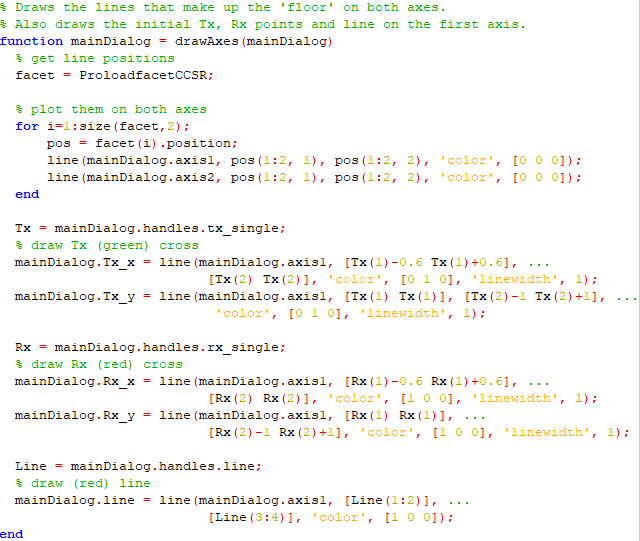 % Draws the lines that make up the 'floor' on both axes.
% Also draws the initial Tx, Rx points and line on the first axis.
function mainDialog = drawAxes(mainDialog)
  % get line positions
  facet = ProloadfacetCCSR;

  % plot them on both axes
  for i=1:size(facet,2);
      pos = facet(i).position;
      line(mainDialog.axis1, pos(1:2, 1), pos(1:2, 2), 'color', [0 0 0]);
      line(mainDialog.axis2, pos(1:2, 1), pos(1:2, 2), 'color', [0 0 0]);
  end

  Tx = mainDialog.handles.tx_single;
  % draw Tx (green) cross
  mainDialog.Tx_x = line(mainDialog.axis1, [Tx(1)-0.6 Tx(1)+0.6], ...
                          [Tx(2) Tx(2)], 'color', [0 1 0], 'linewidth', 1);
  mainDialog.Tx_y = line(mainDialog.axis1, [Tx(1) Tx(1)], [Tx(2)-1 Tx(2)+1], ...
                           'color', [0 1 0], 'linewidth', 1);

  Rx = mainDialog.handles.rx_single;
  % draw Rx (red) cross
  mainDialog.Rx_x = line(mainDialog.axis1, [Rx(1)-0.6 Rx(1)+0.6], ...
                          [Rx(2) Rx(2)], 'color', [1 0 0], 'linewidth', 1);
  mainDialog.Rx_y = line(mainDialog.axis1, [Rx(1) Rx(1)], ...
                          [Rx(2)-1 Rx(2)+1], 'color', [1 0 0], 'linewidth', 1);

  Line = mainDialog.handles.line;
  % draw (red) line
  mainDialog.line = line(mainDialog.axis1, [Line(1:2)], ...
                          [Line(3:4)], 'color', [1 0 0]);
end